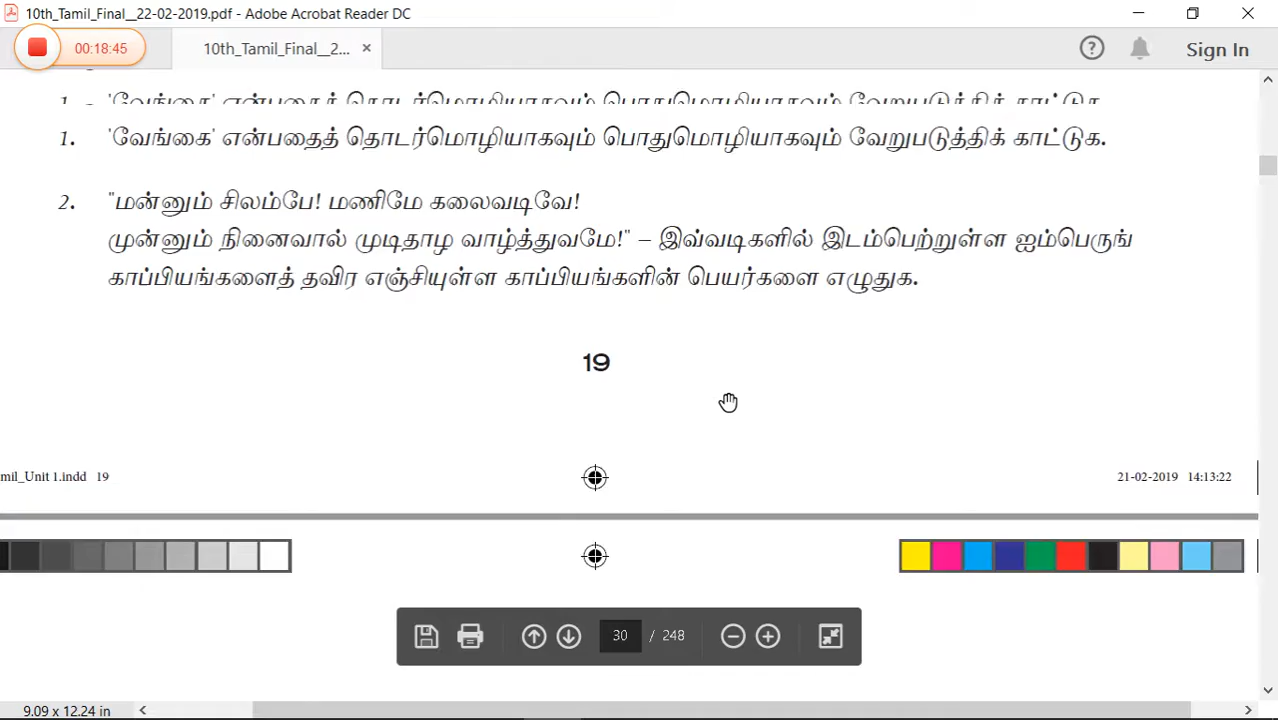 10th_Tamil_Final__22-02-2019.pdf - Adobe Acrobat Reader DC
00:18:45
10th_Tamil_Final__2...
Sign In
1. 'வேங்கை' என்பதைத் தொடர்மொழியாகவும் பொதுமொழியாகவும் வேறுபடுத்திக் காட்டுக.
2. "மன்னும் சிலம்பே! மணிமே கலைவடிவே!
முன்னும் நினைவால் முடிதாழ வாழ்த்துவமே!" – இவ்வடிகளில் இடம்பெற்றுள்ள ஐம்பெருங்
காப்பியங்களைத் தவிர எஞ்சியுள்ள காப்பியங்களின் பெயர்களை எழுதுக.
19
mil_Unit 1.indd 19
21-02-2019 14:13:22
30 / 248
9.09 x 12.24 in